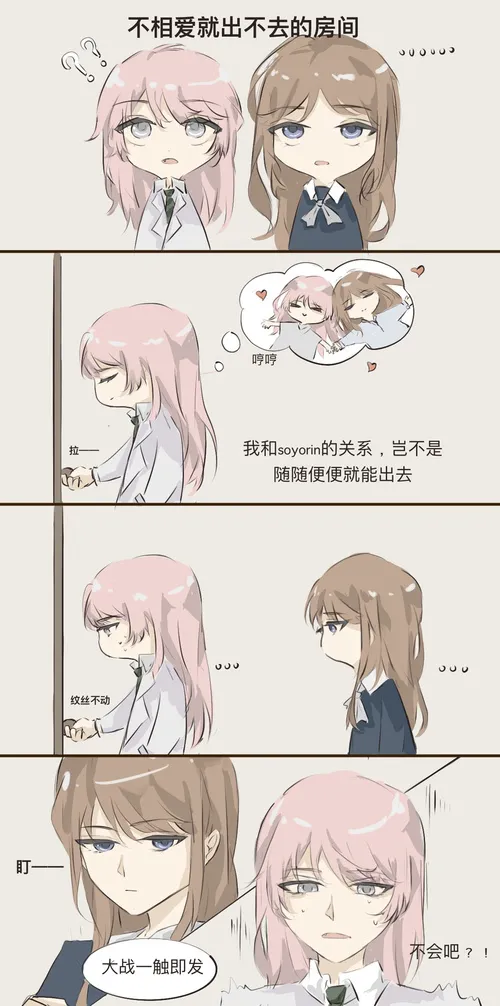 不相爱就出不去的房间
???
······
哼哼
拉——
我和soyorin的关系，岂不是
随随便便就能出去
纹丝不动
...
...
盯——
大战一触即发
不会吧？！